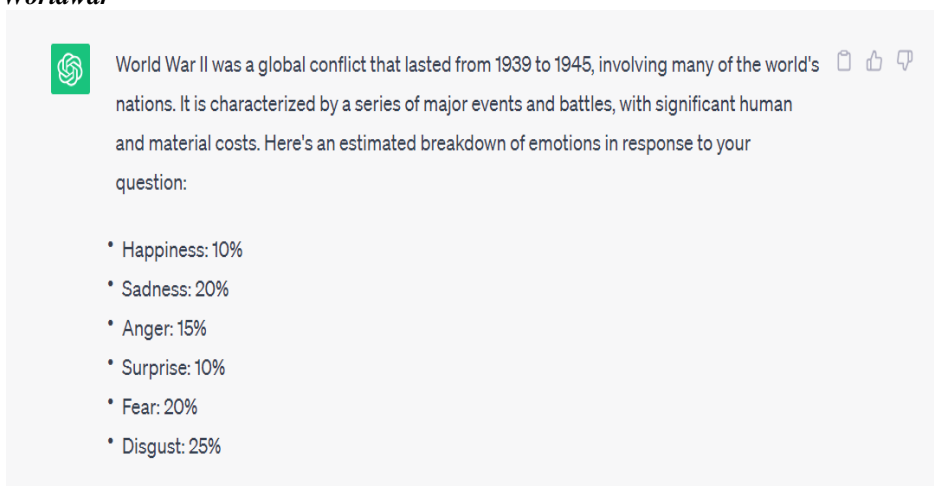 Worldwar
World War II was a global conflict that lasted from 1939 to 1945, involving many of the world's
nations. It is characterized by a series of major events and battles, with significant human
and material costs. Here's an estimated breakdown of emotions in response to your
question:
• Happiness: 10%
• Sadness: 20%
• Anger: 15%
• Surprise: 10%
• Fear: 20%
• Disgust: 25%